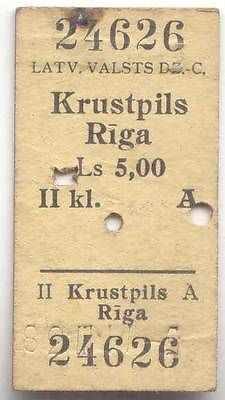 24626
LATV. VALSTS DZ.-C.
Krustpils
Rīga
Ls 5,00
II kl. A
II Krustpils A
Rīga
24626